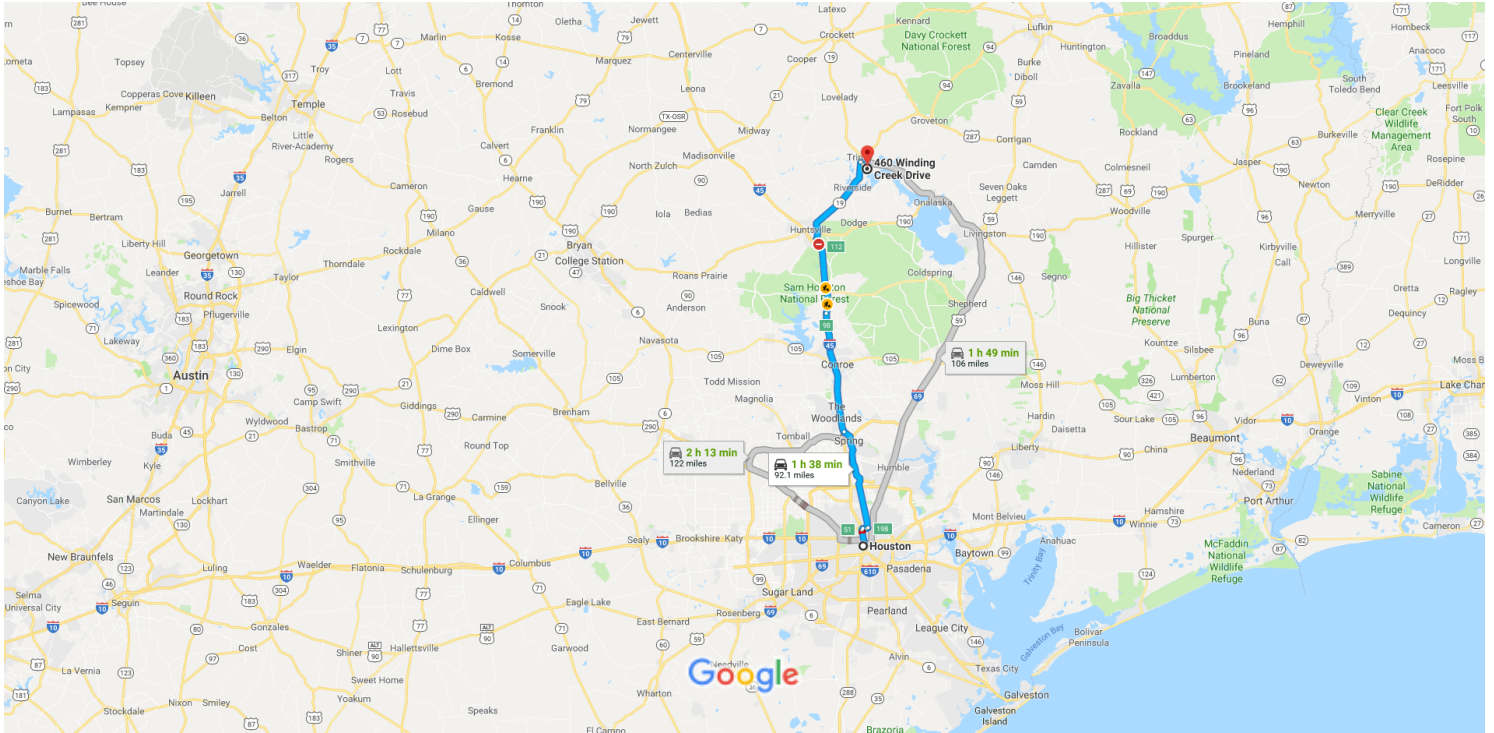 Bee House
Thornton
Oletha
Jewett
Latexo
Kennard
Lufkin
Hemphill
Hornbeck
Topsey
Marlin
Kosse
Marquez
Centerville
Crockett
Davy Crockett
National Forest
Huntington
Broaddus
Pineland
Anacoco
Troy
Lott
Cooper
Burke
Diboll
Zavalla
Brookeland
South
Toledo Bend
Leesville
Copperas Cove
Killeen
Temple
Travis
Bremond
Leona
Lovelady
Kempner
Lampasas
Belton
Rosebud
TX-OSR
Groveton
Corrigan
Rockland
Clear Creek
Wildlife
Management
Area
Fort Polk
South
Little
River-Academy
Rogers
Franklin
Normangee
Midway
Burkeville
Calvert
Madisonville
460 Winding
Creek Drive
Camden
Colmesneil
Jasper
Rosepine
Jarrell
Cameron
Hearne
North Zulch
Riverside
Seven Oaks
Leggett
Newton
DeRidder
Burnet
Bertram
Gause
Iola
Bedias
Onalaska
Woodville
Merryville
Milano
Huntsville
Dodge
Livingston
Liberty Hill
Georgetown
Rockdale
Bryan
College Station
112
Hillister
Spurger
Kirbyville
Call
Singer
Longville
Marble Falls
Leander
Taylor
Thorndale
Roans Prairie
Coldspring
Segno
Spicewood
Round Rock
Caldwell
Snook
Anderson
Sam Houston
National Forest
Shepherd
Big Thicket
National
Preserve
Oretta
Ragley
Pflugerville
Lexington
Navasota
98
45
Buna
Dequincy
Lakeway
Elgin
Dime Box
Somerville
Conroe
1 h 49 min
106 miles
Kountze
Silsbee
Deweyville
Austin
Todd Mission
Moss Hill
Lumberton
Lake Char
Camp Swift
Giddings
Carmine
Brenham
Magnolia
The
Woodlands
69
Hardin
Sour Lake
Vidor
Vinton
Wyldwood
Bastrop
Daisetta
Orange
Buda
Round Top
Tomball
Spring
Liberty
China
Beaumont
Wimberley
Kyle
Smithville
2 h 13 min
122 miles
1 h 38 min
92.1 miles
Humble
Nederland
Port Arthur
Sabine
National
Wildlife
Refuge
Canyon Lake
San Marcos
Martindale
Lockhart
La Grange
Bellville
Mont Belvieu
Hamshire
Winnie
Cameron
Ellinger
51
198
New Braunfels
Luling
Waelder
Flatonia
Schulenburg
Columbus
Sealy
Brookshire
Katy
Houston
Baytown
Anahuac
McFaddin
National
Wildlife
Refuge
610
Pasadena
Trinity Bay
Selma
Universal City
Seguin
Eagle Lake
Sugar Land
Rosenberg
Pearland
Gonzales
East Bernard
League City
Galveston Bay
Bolivar
Peninsula
Shiner
Hallettsville
Garwood
Alvin
La Vernia
Cost
Sweet Home
Needville
Google
Texas City
Stockdale
Nixon
Smiley
Yoakum
Speaks
Wharton
Galveston
Galveston
Island
El Campo
Brazoria